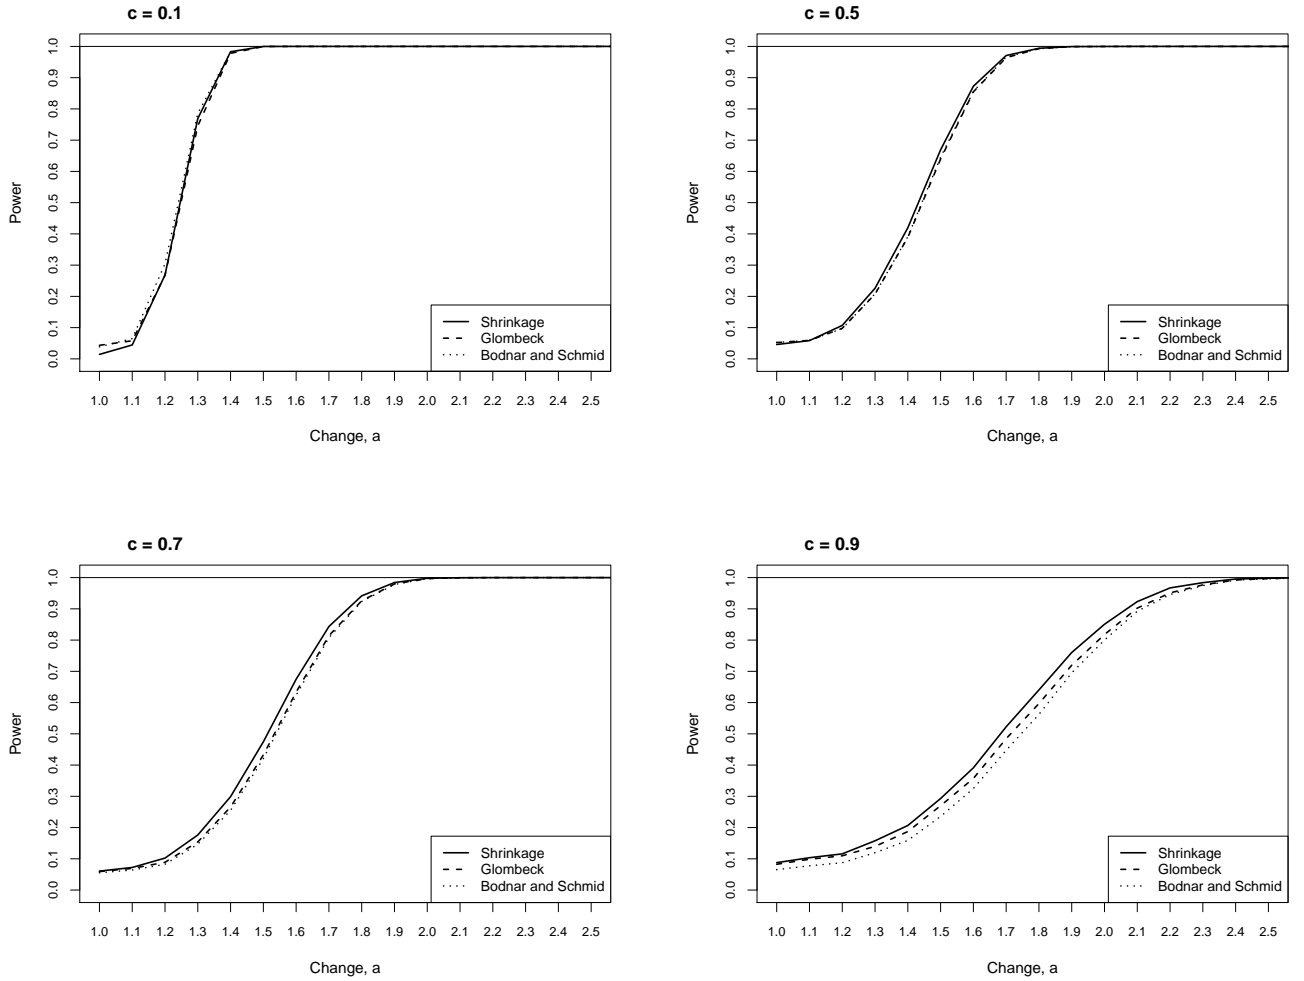 c = 0.1
Power
0.0 0.1 0.2 0.3 0.4 0.5 0.6 0.7 0.8 0.9 1.0
Shrinkage
Glombeck
Bodnar and Schmid
1.0 1.1 1.2 1.3 1.4 1.5 1.6 1.7 1.8 1.9 2.0 2.1 2.2 2.3 2.4 2.5
Change, a
c = 0.5
Power
0.0 0.1 0.2 0.3 0.4 0.5 0.6 0.7 0.8 0.9 1.0
Shrinkage
Glombeck
Bodnar and Schmid
1.0 1.1 1.2 1.3 1.4 1.5 1.6 1.7 1.8 1.9 2.0 2.1 2.2 2.3 2.4 2.5
Change, a
c = 0.7
Power
0.0 0.1 0.2 0.3 0.4 0.5 0.6 0.7 0.8 0.9 1.0
Shrinkage
Glombeck
Bodnar and Schmid
1.0 1.1 1.2 1.3 1.4 1.5 1.6 1.7 1.8 1.9 2.0 2.1 2.2 2.3 2.4 2.5
Change, a
c = 0.9
Power
0.0 0.1 0.2 0.3 0.4 0.5 0.6 0.7 0.8 0.9 1.0
Shrinkage
Glombeck
Bodnar and Schmid
1.0 1.1 1.2 1.3 1.4 1.5 1.6 1.7 1.8 1.9 2.0 2.1 2.2 2.3 2.4 2.5
Change, a